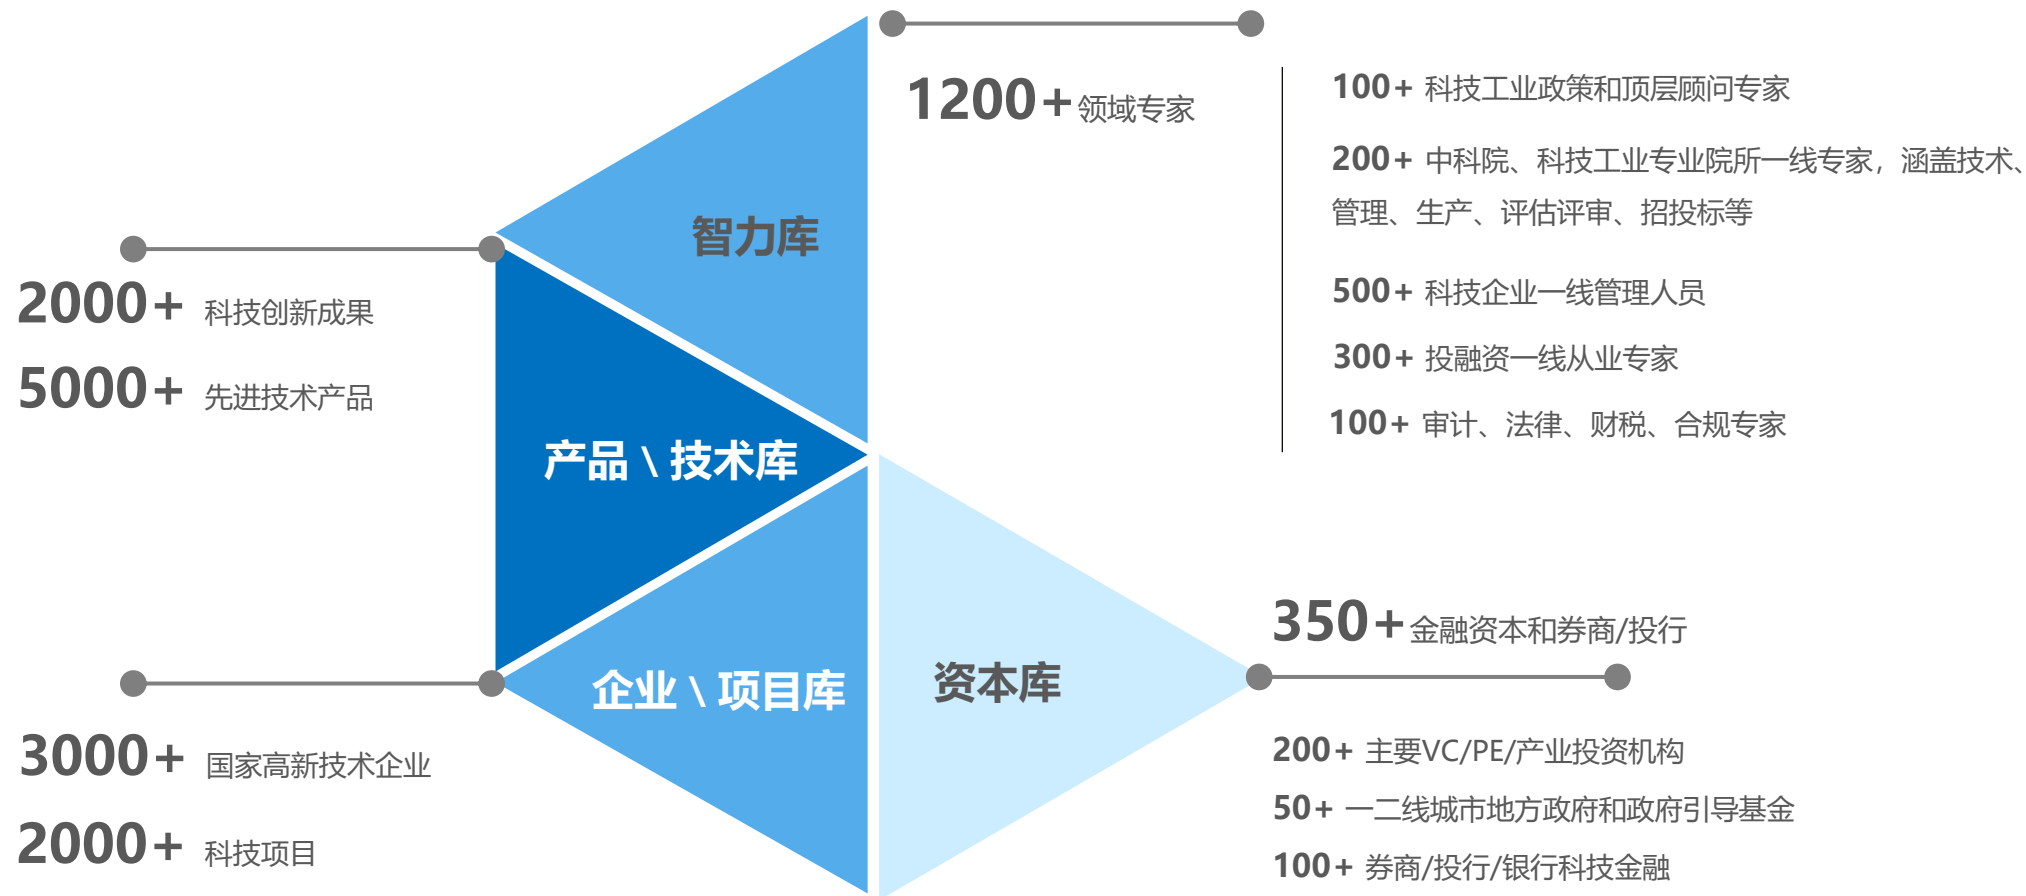 1200+领域专家
100+ 科技工业政策和顶层顾问专家
200+ 中科院、科技工业专业院所一线专家，涵盖技术、
管理、生产、评估评审、招投标等
500+ 科技企业一线管理人员
300+ 投融资一线从业专家
100+ 审计、法律、财税、合规专家
智力库
2000+ 科技创新成果
5000+ 先进技术产品
产品 \ 技术库
企业 \ 项目库
3000+ 国家高新技术企业
2000+ 科技项目
资本库
350+金融资本和券商/投行
200+ 主要VC/PE/产业投资机构
50+ 一二线城市地方政府和政府引导基金
100+ 券商/投行/银行科技金融